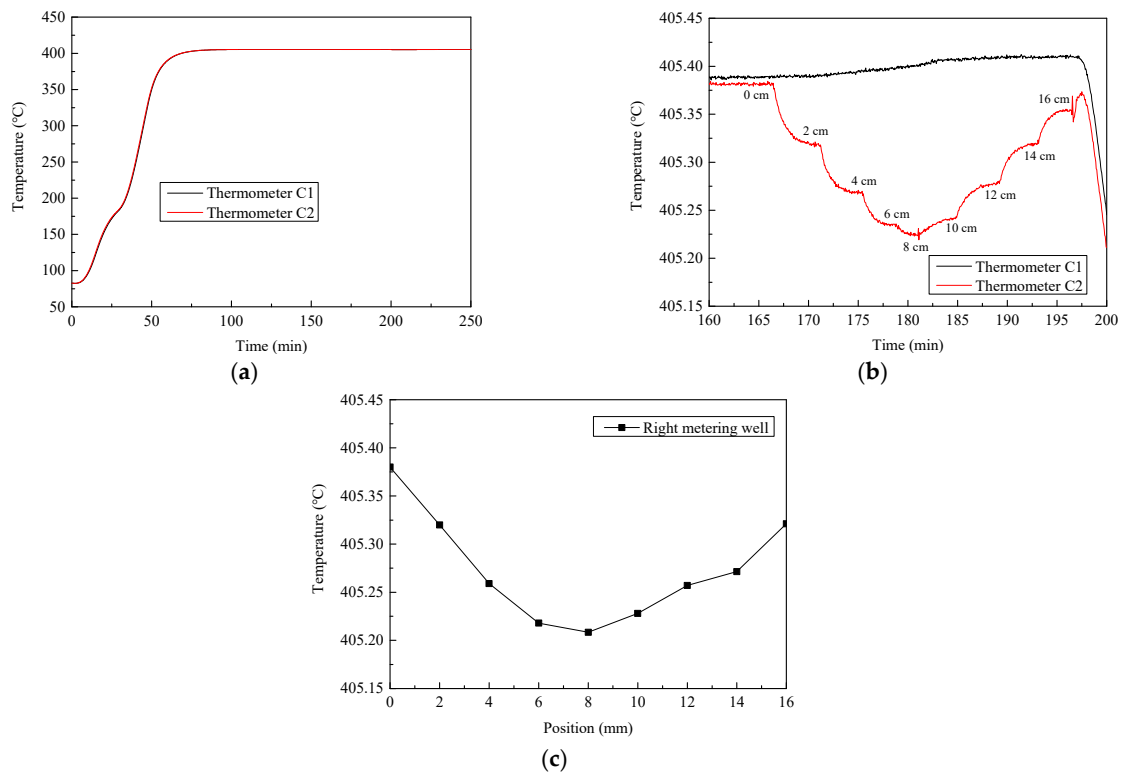 450
400
350
300
250
200
150
100
50
Temperature (℃)
Thermometer C1
Thermometer C2
0 50 100 150 200 250
Time (min)
(a)
405.45
405.40
405.35
405.30
405.25
405.20
405.15
Temperature (℃)
0 cm
2 cm
4 cm
6 cm
8 cm
10 cm
12 cm
14 cm
16 cm
Thermometer C1
Thermometer C2
160 165 170 175 180 185 190 195 200
Time (min)
(b)
405.45
405.40
405.35
405.30
405.25
405.20
405.15
Temperature (℃)
Right metering well
0 2 4 6 8 10 12 14 16
Position (mm)
(c)